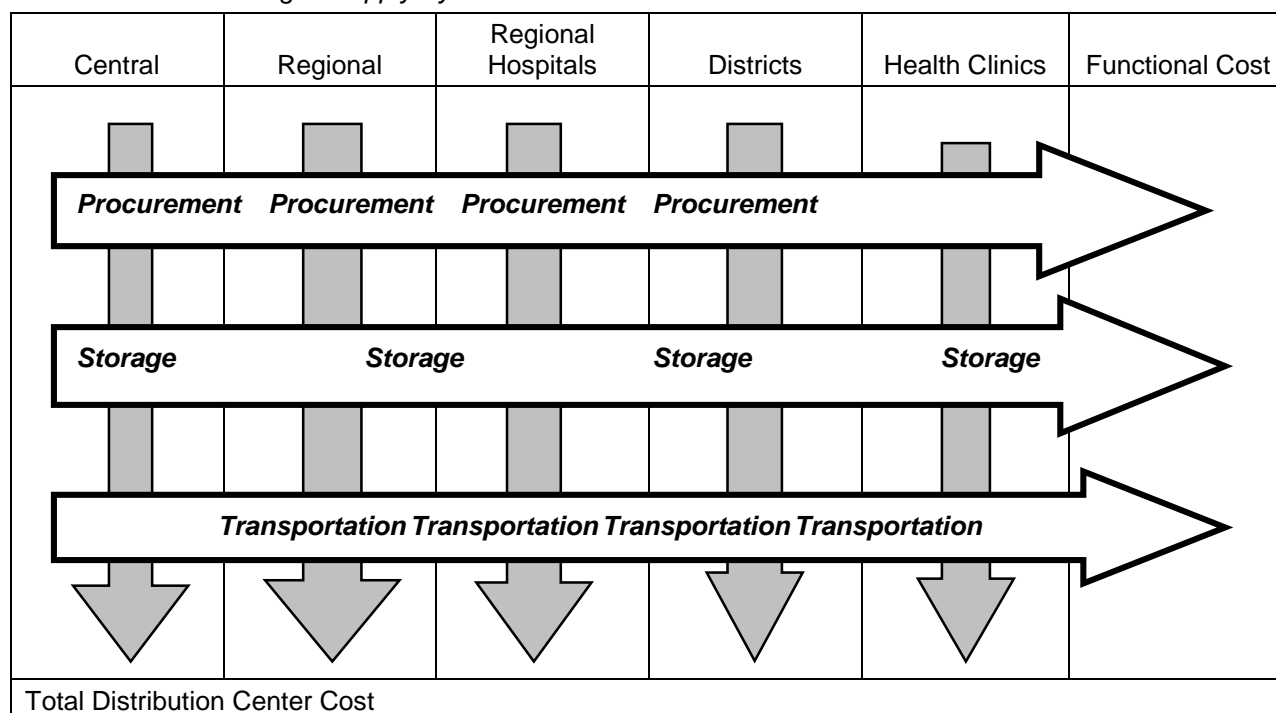 Central Regional Regional Hospitals Districts Health Clinics Functional Cost
Procurement Procurement Procurement Procurement
Storage Storage Storage Storage
Transportation Transportation Transportation Transportation
Total Distribution Center Cost